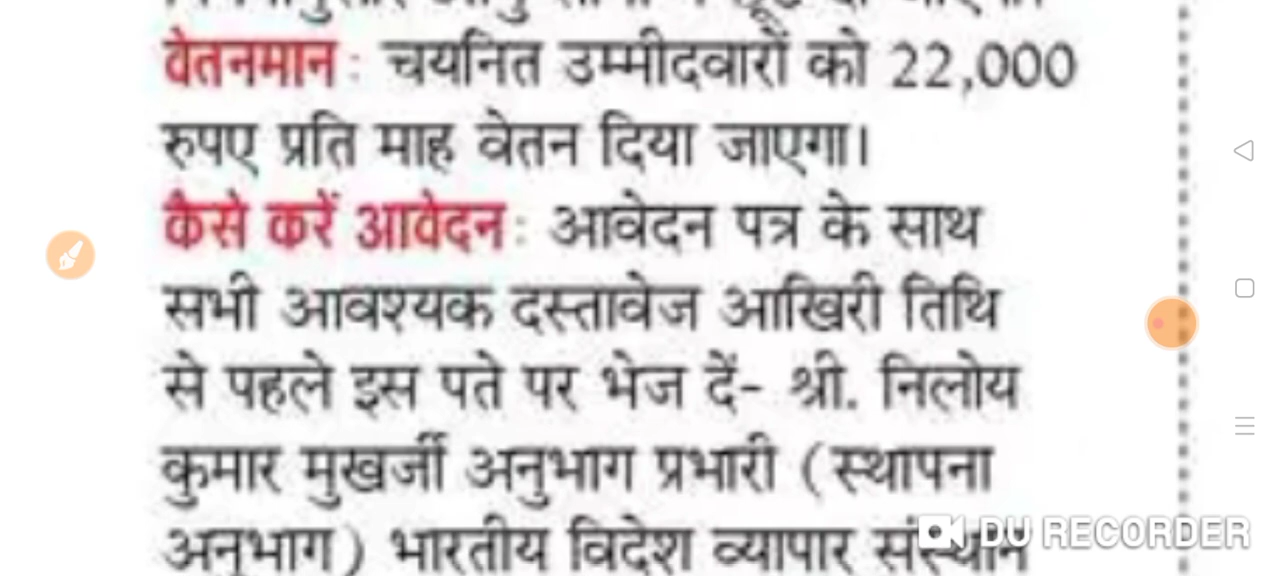 वेतनमान: चयनित उम्मीदवारों को 22,000
रुपए प्रति माह वेतन दिया जाएगा।
कैसे करें आवेदन: आवेदन पत्र के साथ
सभी आवश्यक दस्तावेज आखिरी तिथि
से पहले इस पते पर भेज दें- श्री. निलोय
कुमार मुखर्जी अनुभाग प्रभारी (स्थापना
अनुभाग) भारतीय विदेश व्यापार संस्थान
DU RECORDER